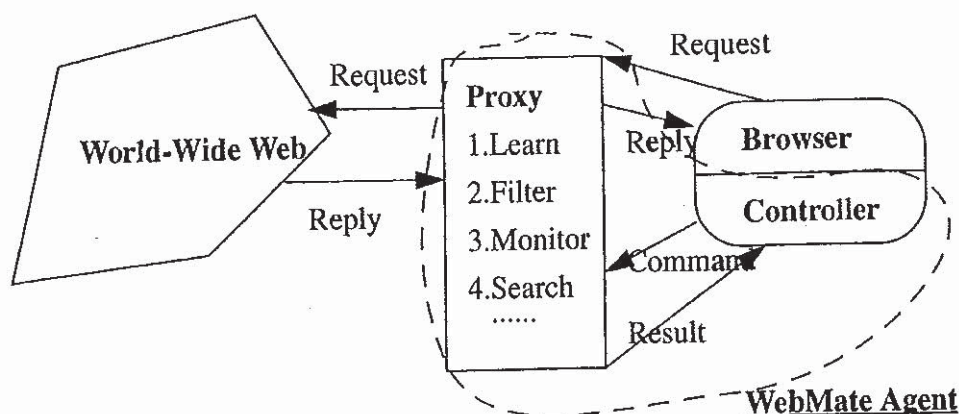 Request
Request
Proxy
World-Wide Web
1.Learn
Reply
Browser
2.Filter
Reply
Controller
3.Monitor
Command
4.Search
......
Result
WebMate Agent